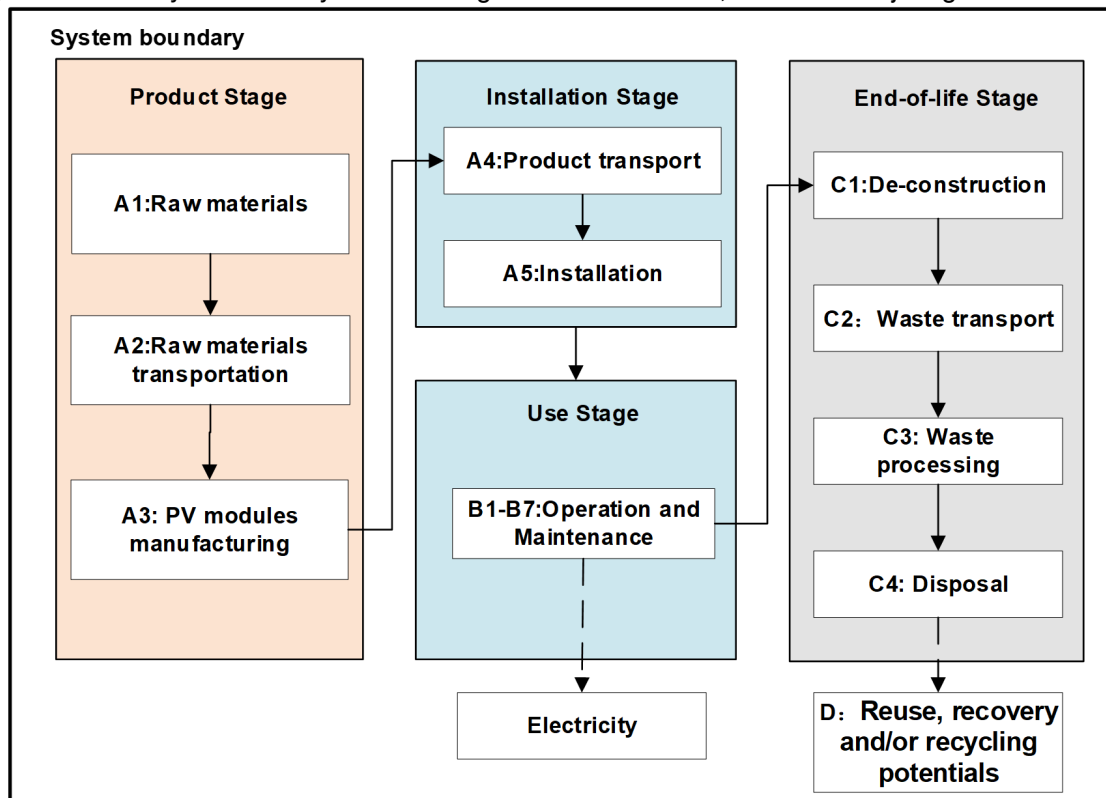 System boundary
Product Stage
A1:Raw materials
A2:Raw materials
transportation
A3: PV modules
manufacturing
Installation Stage
A4:Product transport
A5:Installation
Use Stage
B1-B7:Operation and
Maintenance
Electricity
End-of-life Stage
C1:De-construction
C2：Waste transport
C3: Waste
processing
C4: Disposal
D：Reuse, recovery
and/or recycling
potentials